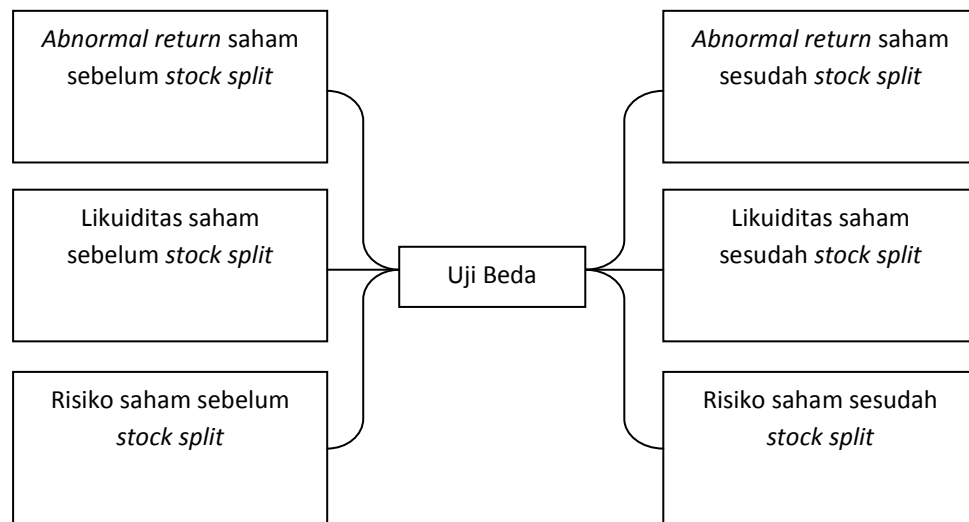 Abnormal return saham
sebelum stock split
Abnormal return saham
sesudah stock split
Likuiditas saham
sebelum stock split
Uji Beda
Likuiditas saham
sesudah stock split
Risiko saham sebelum
stock split
Risiko saham sesudah
stock split